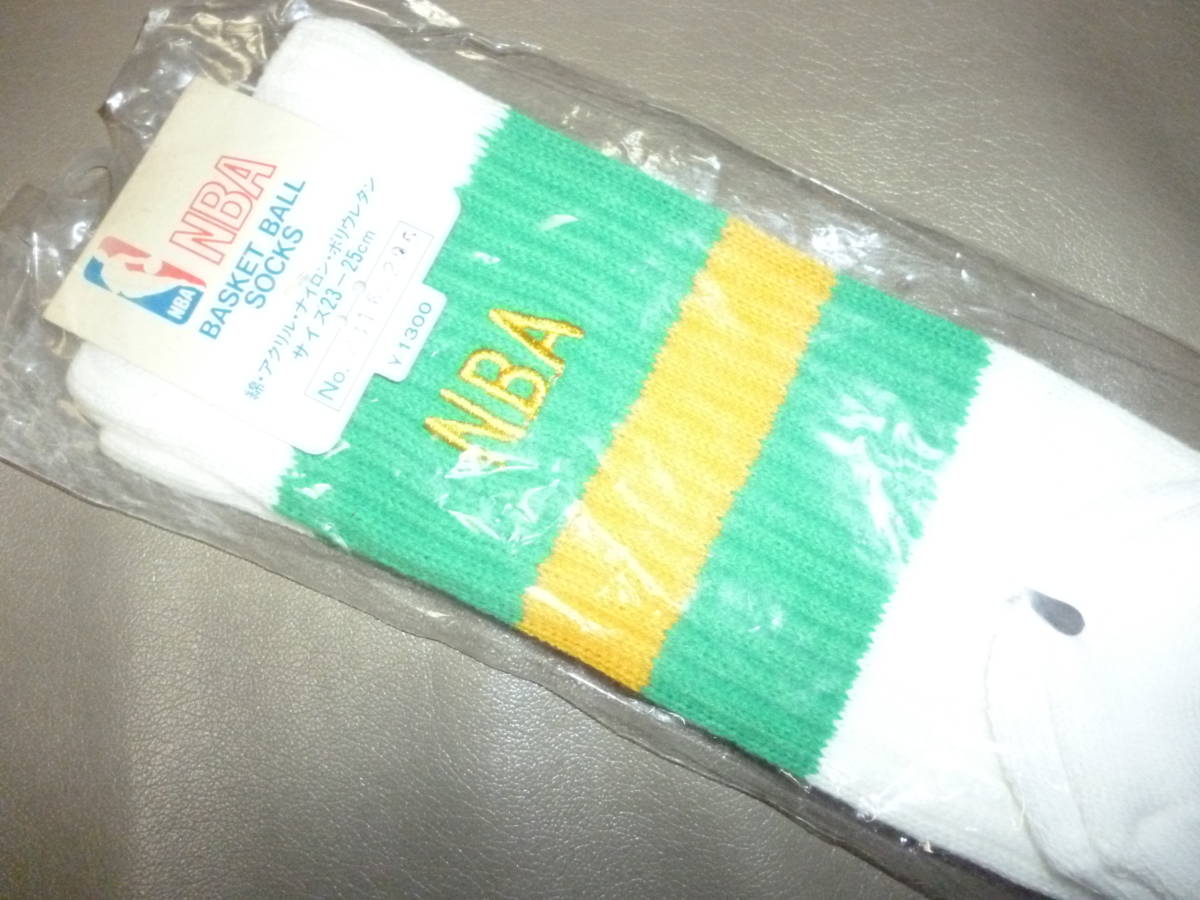 NBA
NBA
BASKET BALL
SOCKS
綿・アクリル・ナイロン・ポリウレタン
サイズ23-25cm
No.
¥1300
NBA